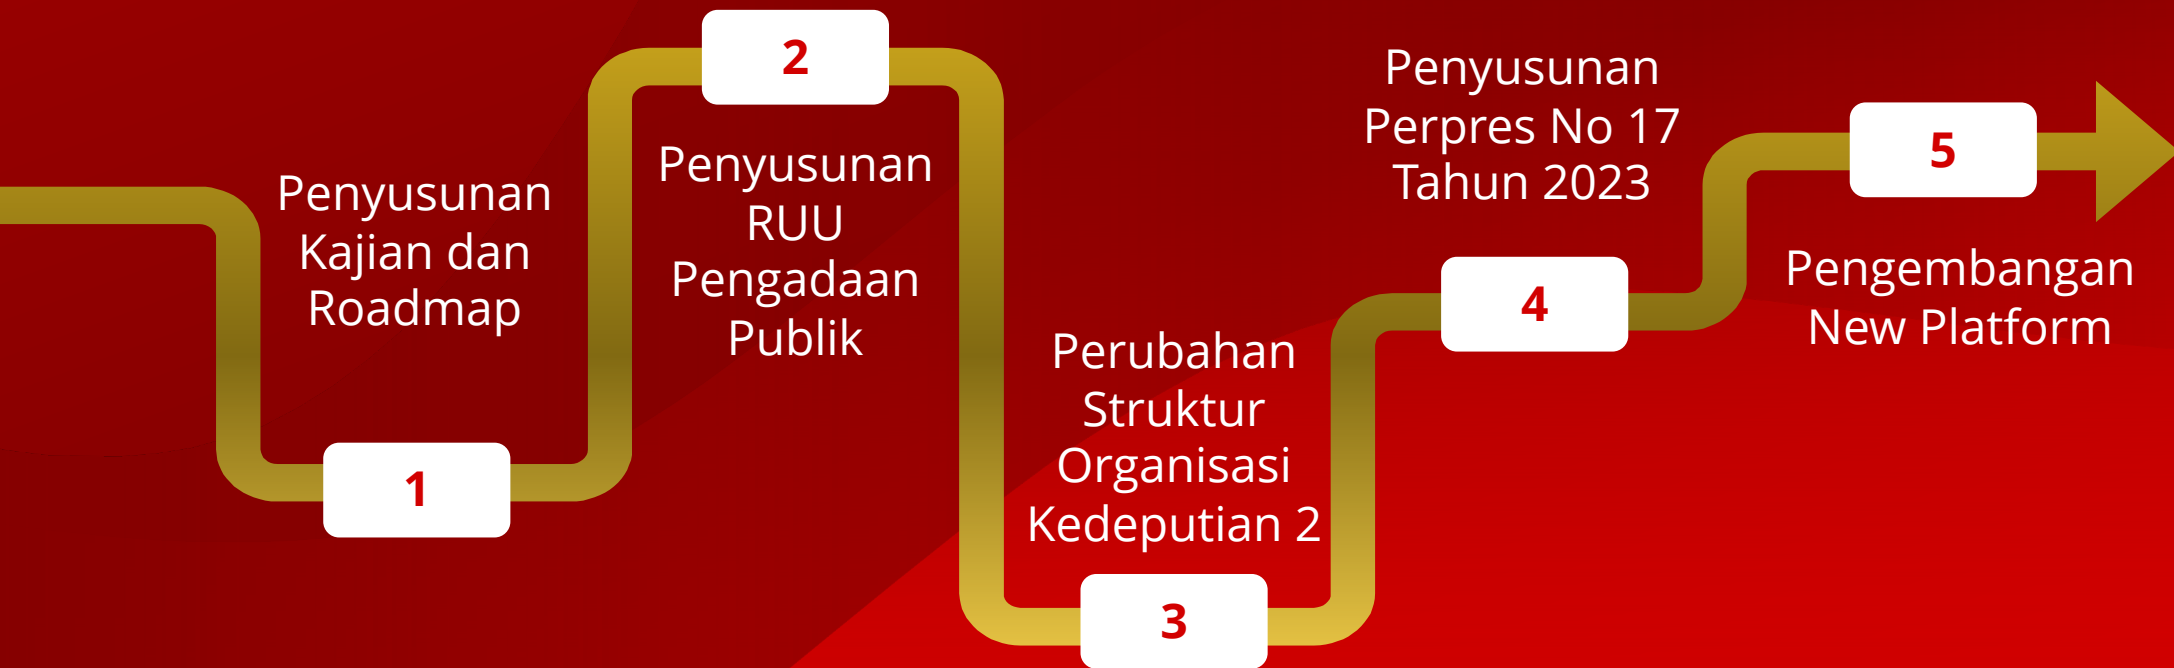 1
Penyusunan
Kajian dan
Roadmap
2
Penyusunan
RUU
Pengadaan
Publik
3
Perubahan
Struktur
Organisasi
Kedeputian 2
4
Penyusunan
Perpres No 17
Tahun 2023
5
Pengembangan
New Platform